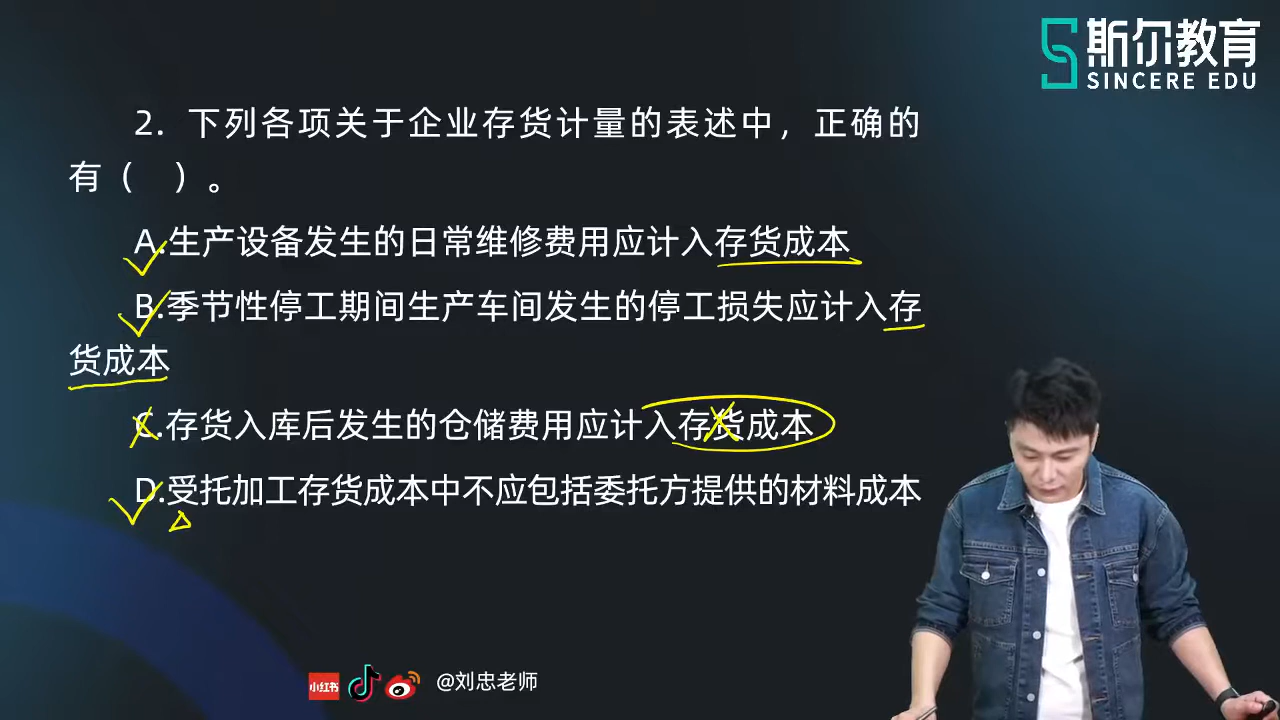 斯尔教育
SINCERE EDU
2. 下列各项关于企业存货计量的表述中，正确的
有（ ）。
A.生产设备发生的日常维修费用应计入存货成本
B.季节性停工期间生产车间发生的停工损失应计入存
货成本
C.存货入库后发生的仓储费用应计入存货成本
D.受托加工存货成本中不应包括委托方提供的材料成本
小红书 @刘忠老师